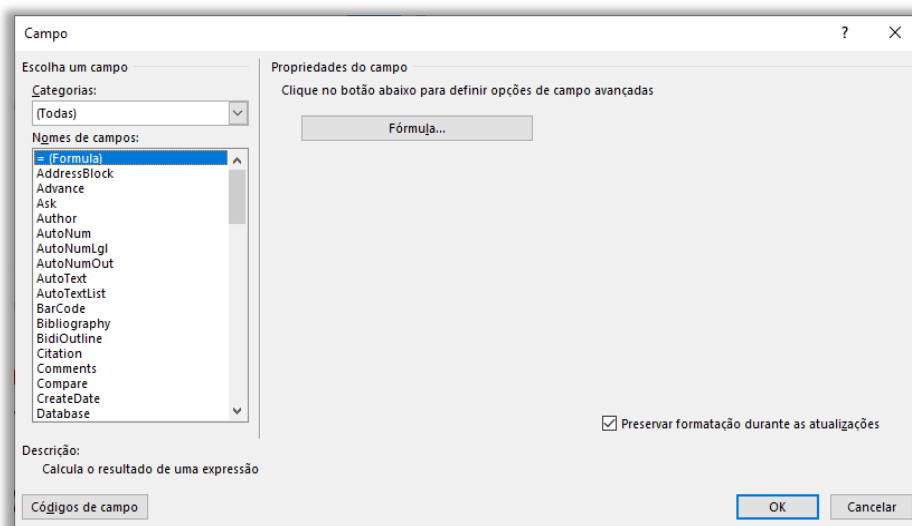 Campo
Escolha um campo
Categorias:
(Todas)
Nomes de campos:
= (Formula)
AddressBlock
Advance
Ask
Author
AutoNum
AutoNumLgl
AutoNumOut
AutoText
AutoTextList
BarCode
Bibliography
BidiOutline
Citation
Comments
Compare
CreateDate
Database
Propriedades do campo
Clique no botão abaixo para definir opções de campo avançadas
Fórmula...
Preservar formatação durante as atualizações
Descrição:
Calcula o resultado de uma expressão
Códigos de campo
OK
Cancelar